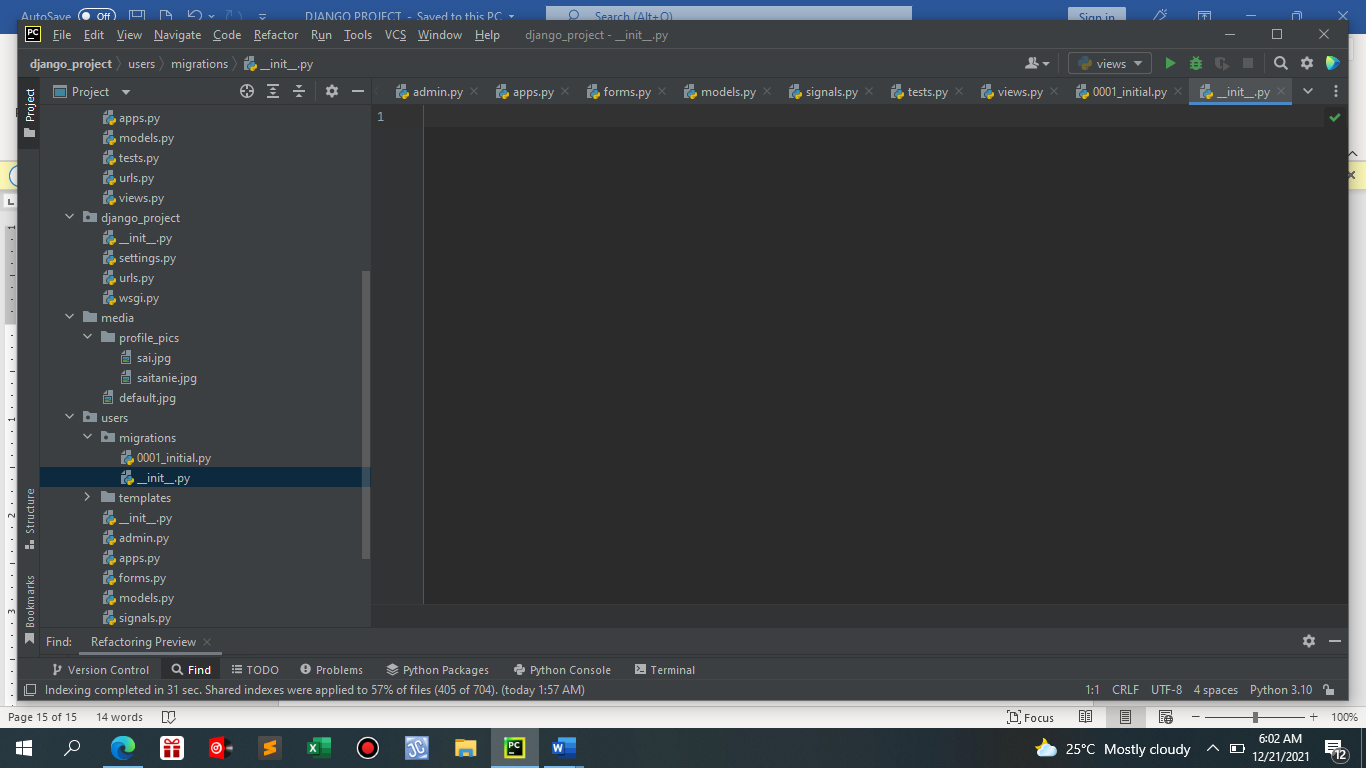 AutoSave Off DJANGO PROJECT - Saved to this PC Search (Alt+Q) Sign in
PC File Edit View Navigate Code Refactor Run Tools VCS Window Help django_project - __init__.py
django_project users migrations __init__.py views
Project Project admin.py apps.py forms.py models.py signals.py tests.py views.py 0001_initial.py __init__.py
1
apps.py
models.py
tests.py
urls.py
views.py
django_project
__init__.py
settings.py
urls.py
wsgi.py
media
profile_pics
sai.jpg
saitanie.jpg
default.jpg
users
migrations
0001_initial.py
__init__.py
templates
__init__.py
admin.py
apps.py
forms.py
models.py
signals.py
Structure
Bookmarks
Find: Refactoring Preview
Version Control Find TODO Problems Python Packages Python Console Terminal
Indexing completed in 31 sec. Shared indexes were applied to 57% of files (405 of 704). (today 1:57 AM) 1:1 CRLF UTF-8 4 spaces Python 3.10
Page 15 of 15 14 words Focus 100%
25°C Mostly cloudy 6:02 AM
12/21/2021
12